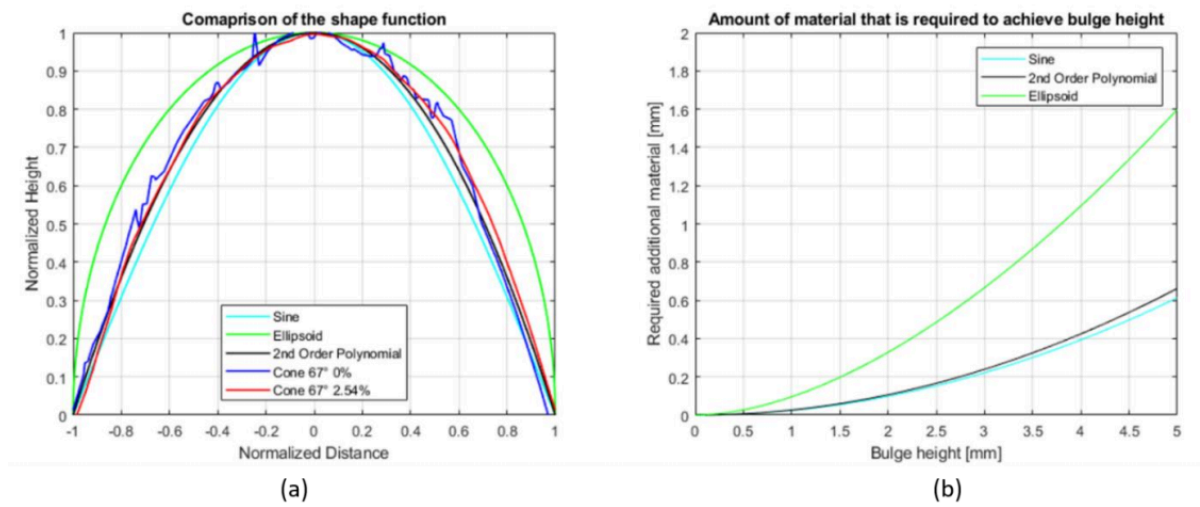 Comaprison of the shape function
Normalized Height
1
0.9
0.8
0.7
0.6
0.5
0.4
0.3
0.2
0.1
0
Sine
Ellipsoid
2nd Order Polynomial
Cone 67° 0%
Cone 67° 2.54%
-1 -0.8 -0.6 -0.4 -0.2 0 0.2 0.4 0.6 0.8 1
Normalized Distance
(a)
Amount of material that is required to achieve bulge height
Required additional material [mm]
2
1.8
1.6
1.4
1.2
1
0.8
0.6
0.4
0.2
0
Sine
2nd Order Polynomial
Ellipsoid
0 0.5 1 1.5 2 2.5 3 3.5 4 4.5 5
Bulge height [mm]
(b)